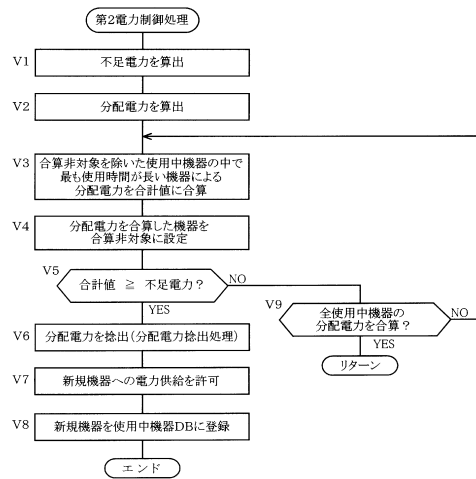 第2電力制御処理
V1
不足電力を算出
V2
分配電力を算出
V3
合算非対象を除いた使用中機器の中で
最も使用時間が長い機器による
分配電力を合計値に合算
V4
分配電力を合算した機器を
合算非対象に設定
V5
合計値 ≧ 不足電力?
NO
YES
V9
全使用中機器の
分配電力を合算?
NO
YES
リターン
V6
分配電力を捻出(分配電力捻出処理)
V7
新規機器への電力供給を許可
V8
新規機器を使用中機器DBに登録
エンド